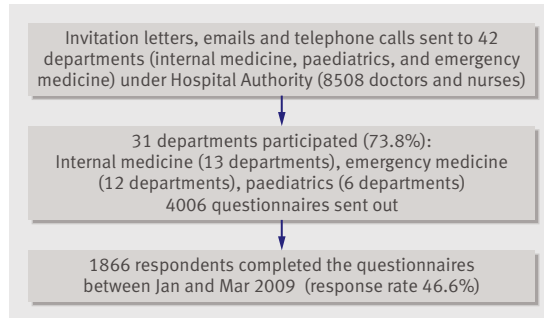 Invitation letters, emails and telephone calls sent to 42
departments (internal medicine, paediatrics, and emergency
medicine) under Hospital Authority (8508 doctors and nurses)
31 departments participated (73.8%):
Internal medicine (13 departments), emergency medicine
(12 departments), paediatrics (6 departments)
4006 questionnaires sent out
1866 respondents completed the questionnaires
between Jan and Mar 2009 (response rate 46.6%)